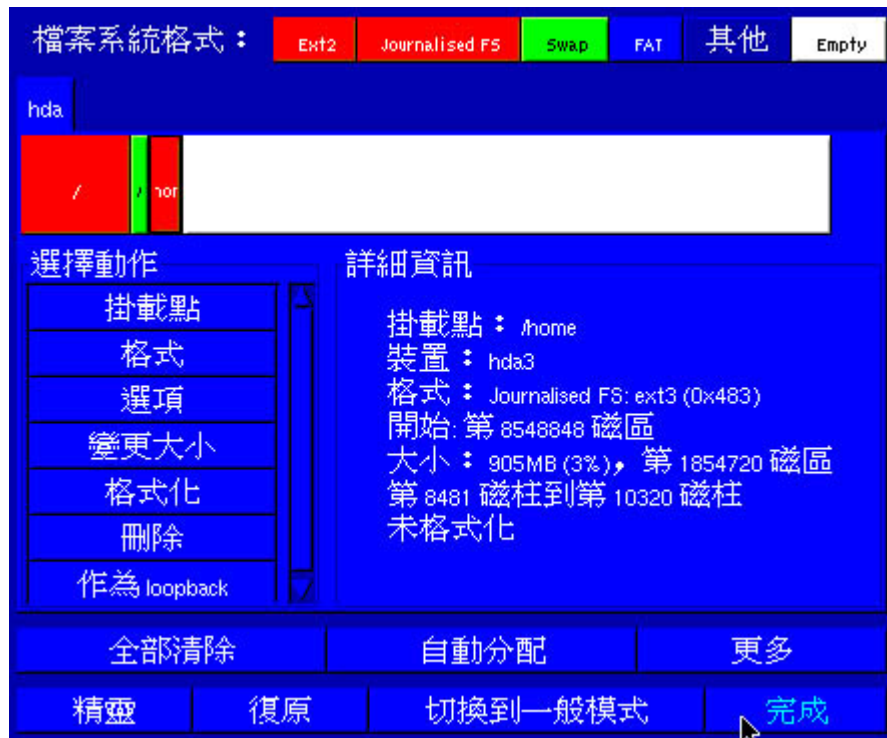 檔案系統格式： Ext2 Journalised FS Swap FAT 其他 Empty
hda
/
選擇動作
掛載點
格式
選項
變更大小
格式化
刪除
作為 loopback
詳細資訊
掛載點： /home
裝置： hda3
格式： Journalised FS: ext3 (0x483)
開始: 第 8548848 磁區
大小： 905MB (3%)，第 1854720 磁區
第 8481 磁柱到第 10320 磁柱
未格式化
全部清除 自動分配 更多
精靈 復原 切換到一般模式 完成